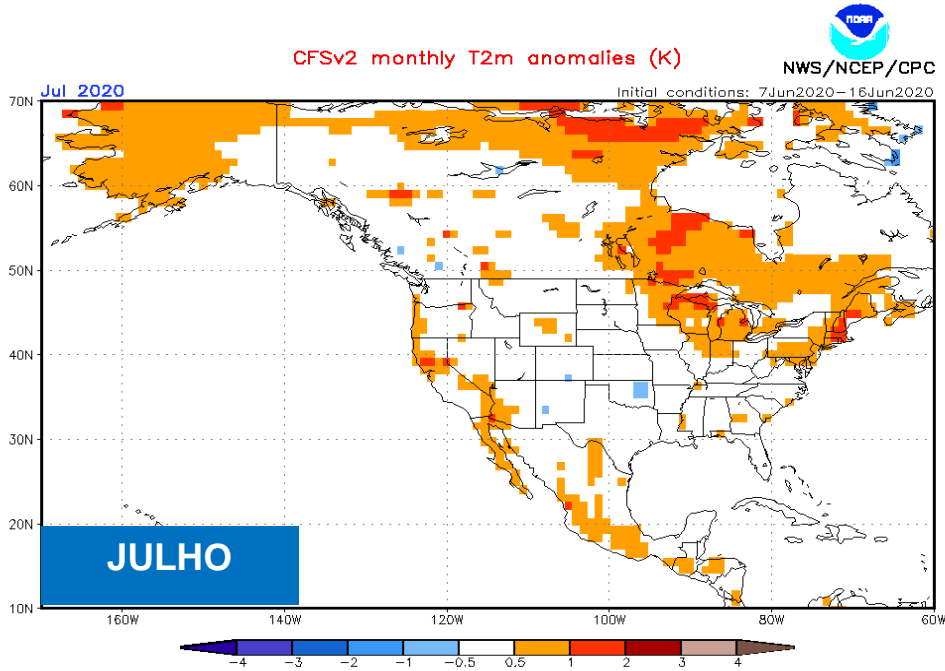 NOAA
CFSv2 monthly T2m anomalies (K)
NWS/NCEP/CPC
Jul 2020
Initial conditions: 7Jun2020–16Jun2020
70N
60N
50N
40N
30N
20N
10N
JULHO
160W
140W
120W
100W
80W
60W
-4
-3
-2
-1
-0.5
0.5
1
2
3
4